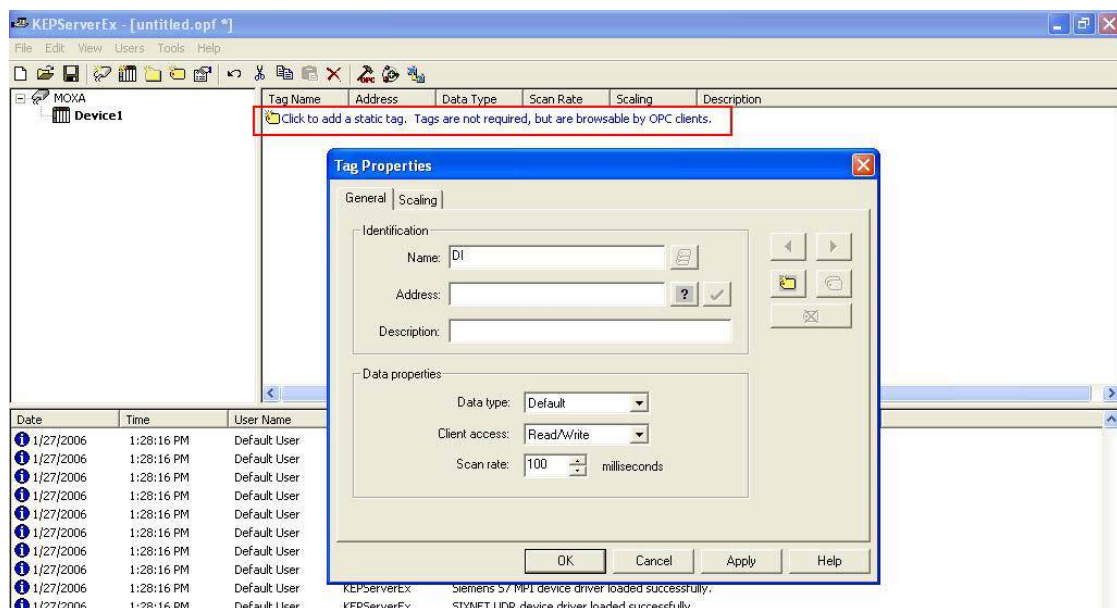 KEPServerEx - [untitled.opf *]
File Edit View Users Tools Help
OPC
MOXA
Device1
Tag Name Address Data Type Scan Rate Scaling Description
Click to add a static tag. Tags are not required, but are browsable by OPC clients.
Tag Properties
General Scaling
Identification
Name: DI
Address:
?
Description:
Data properties
Data type: Default
Client access: Read/Write
Scan rate: 100 milliseconds
OK Cancel Apply Help
Date Time User Name
1/27/2006 1:28:16 PM Default User
1/27/2006 1:28:16 PM Default User
1/27/2006 1:28:16 PM Default User
1/27/2006 1:28:16 PM Default User
1/27/2006 1:28:16 PM Default User
1/27/2006 1:28:16 PM Default User
1/27/2006 1:28:16 PM Default User
1/27/2006 1:28:16 PM Default User
1/27/2006 1:28:16 PM Default User KEPServerEx Siemens S7 MPI device driver loaded successfully.
1/27/2006 1:28:16 PM Default User KEPServerEx SIXNET UDR device driver loaded successfully.